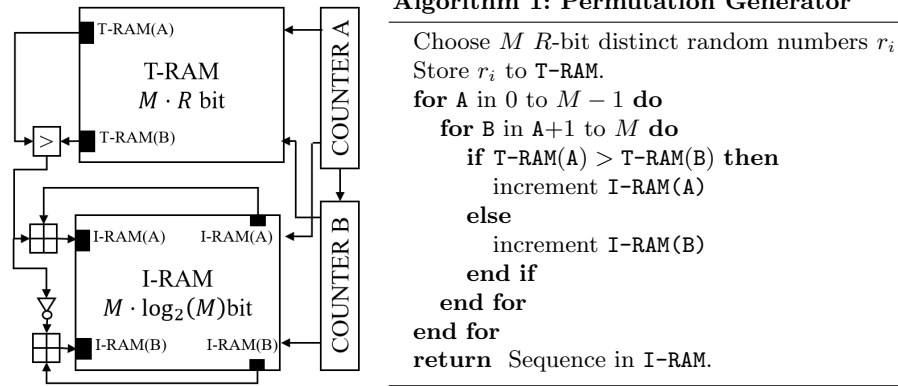 T-RAM(A)
T-RAM
M · R bit
T-RAM(B)
COUNTER A
>
I-RAM(A)
I-RAM(A)
I-RAM
M · log₂(M)bit
I-RAM(B)
I-RAM(B)
COUNTER B
Algorithm 1: Permutation Generator
Choose M R-bit distinct random numbers rᵢ
Store rᵢ to T-RAM.
for A in 0 to M − 1 do
for B in A+1 to M do
if T-RAM(A) > T-RAM(B) then
increment I-RAM(A)
else
increment I-RAM(B)
end if
end for
end for
return Sequence in I-RAM.